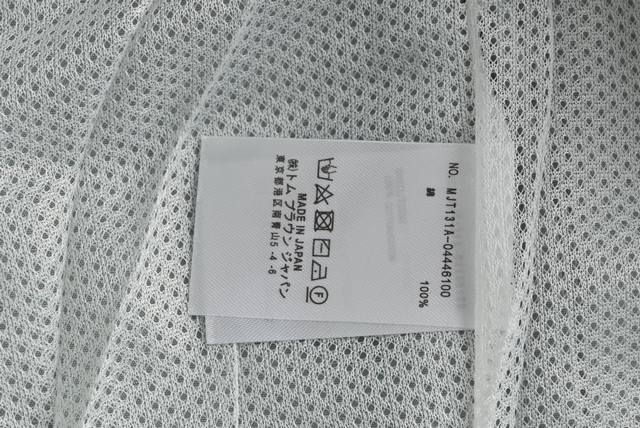 NO. MJT131A-04446100
綿 100%
F
MADE IN JAPAN
㈱トム ブラウン ジャパン
東京都港区南青山5-4-6